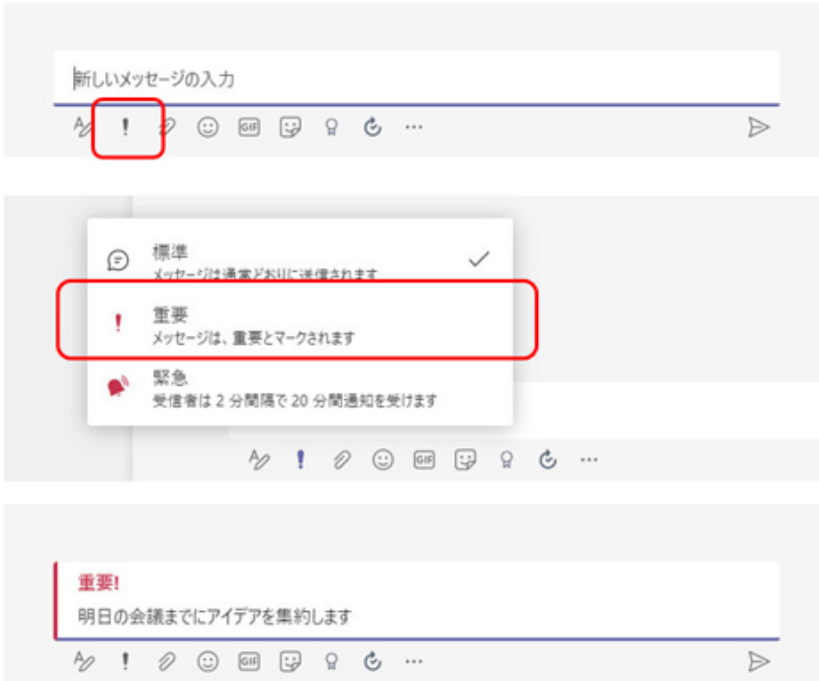 新しいメッセージの入力
GIF
標準
メッセージは通常どおりに送信されます
重要
メッセージは、重要とマークされます
緊急
受信者は 2 分間隔で 20 分間通知を受けます
GIF
重要!
明日の会議までにアイデアを集約します
GIF